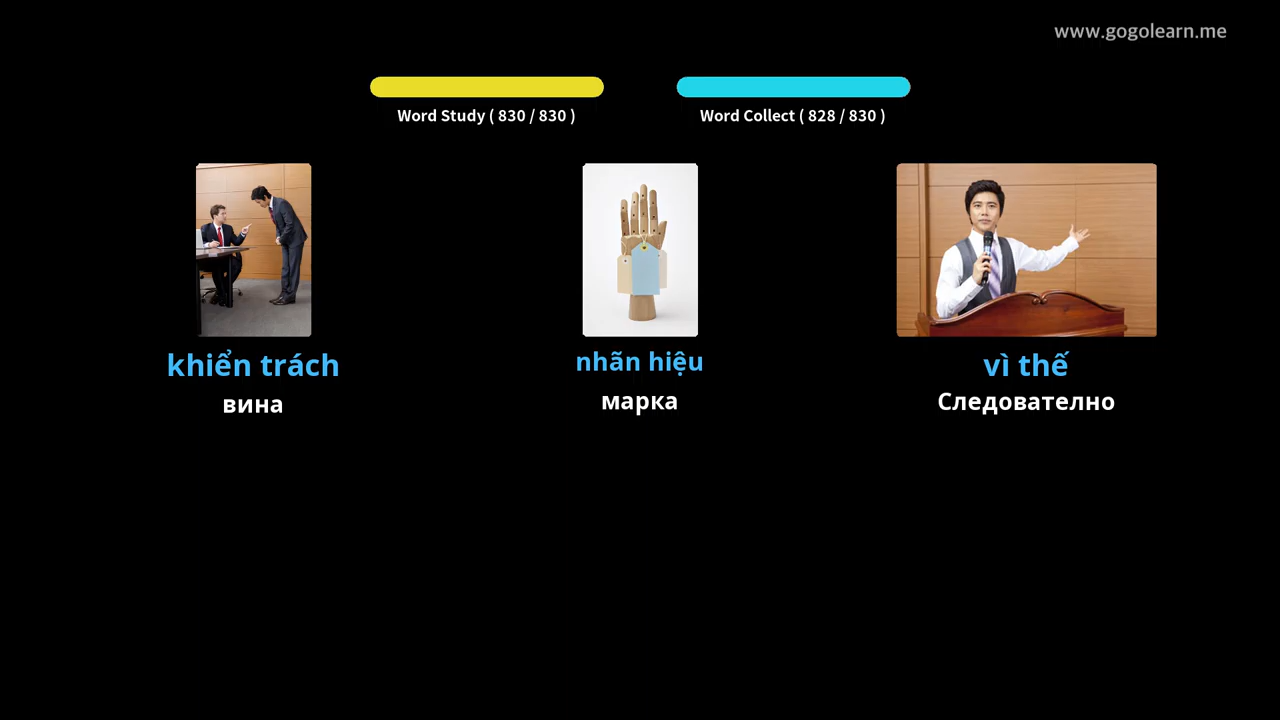 www.gogolearn.me
Word Study ( 830 / 830 )
Word Collect ( 828 / 830 )
khiển trách
nhãn hiệu
vì thế
вина
марка
Следователно